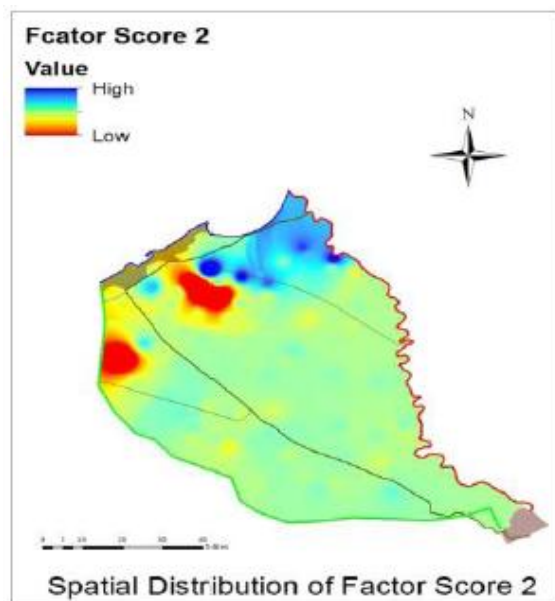 Fcator Score 2
Value
High
Low
N
Spatial Distribution of Factor Score 2